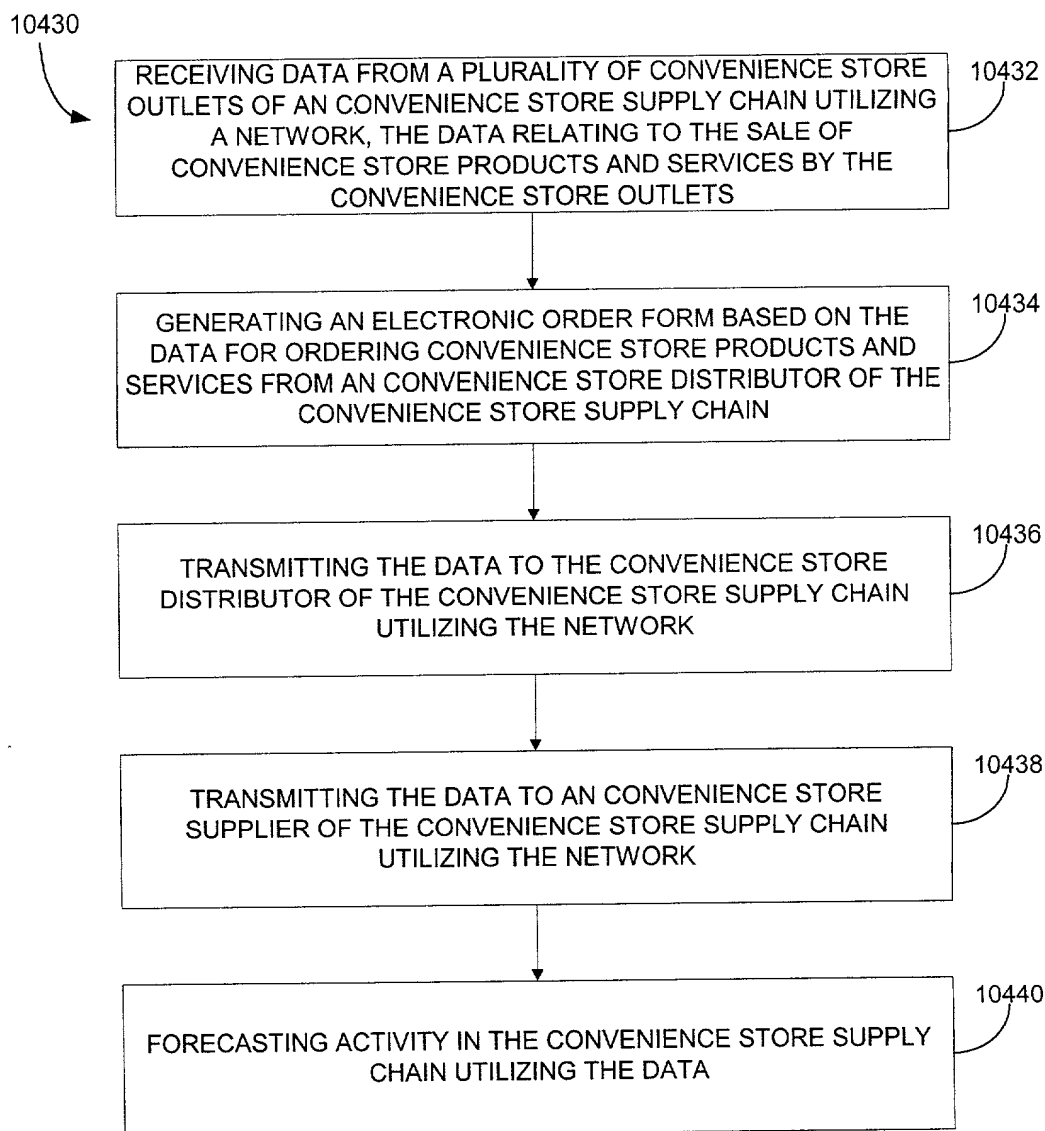 10430
RECEIVING DATA FROM A PLURALITY OF CONVENIENCE STORE
OUTLETS OF AN CONVENIENCE STORE SUPPLY CHAIN UTILIZING
A NETWORK, THE DATA RELATING TO THE SALE OF
CONVENIENCE STORE PRODUCTS AND SERVICES BY THE
CONVENIENCE STORE OUTLETS
10432
GENERATING AN ELECTRONIC ORDER FORM BASED ON THE
DATA FOR ORDERING CONVENIENCE STORE PRODUCTS AND
SERVICES FROM AN CONVENIENCE STORE DISTRIBUTOR OF THE
CONVENIENCE STORE SUPPLY CHAIN
10434
TRANSMITTING THE DATA TO THE CONVENIENCE STORE
DISTRIBUTOR OF THE CONVENIENCE STORE SUPPLY CHAIN
UTILIZING THE NETWORK
10436
TRANSMITTING THE DATA TO AN CONVENIENCE STORE
SUPPLIER OF THE CONVENIENCE STORE SUPPLY CHAIN
UTILIZING THE NETWORK
10438
FORECASTING ACTIVITY IN THE CONVENIENCE STORE SUPPLY
CHAIN UTILIZING THE DATA
10440